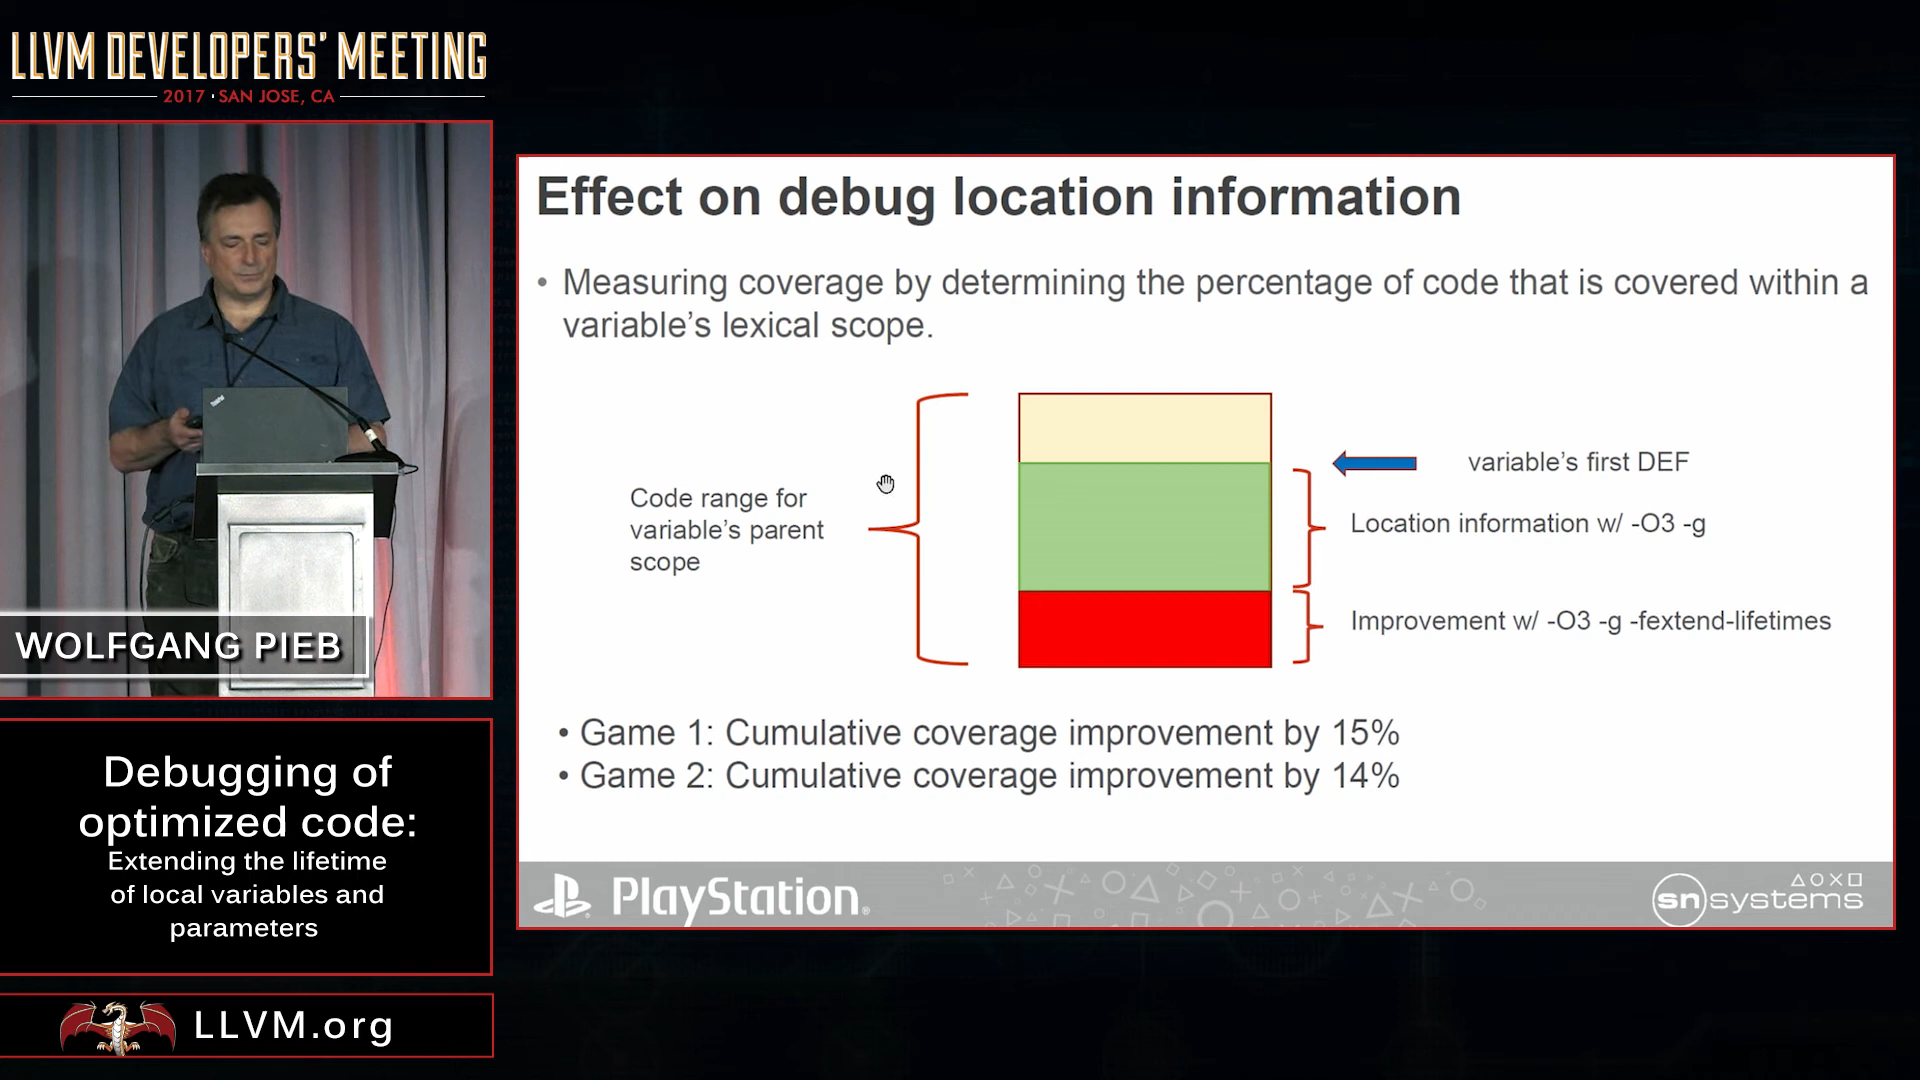 LLVM DEVELOPERS' MEETING
2017 · SAN JOSE, CA
WOLFGANG PIEB
Debugging of
optimized code:
Extending the lifetime
of local variables and
parameters
LLVM.org
Effect on debug location information
• Measuring coverage by determining the percentage of code that is covered within a
variable's lexical scope.
Code range for
variable's parent
scope
variable's first DEF
Location information w/ -O3 -g
Improvement w/ -O3 -g -fextend-lifetimes
• Game 1: Cumulative coverage improvement by 15%
• Game 2: Cumulative coverage improvement by 14%
PlayStation®
sn systems